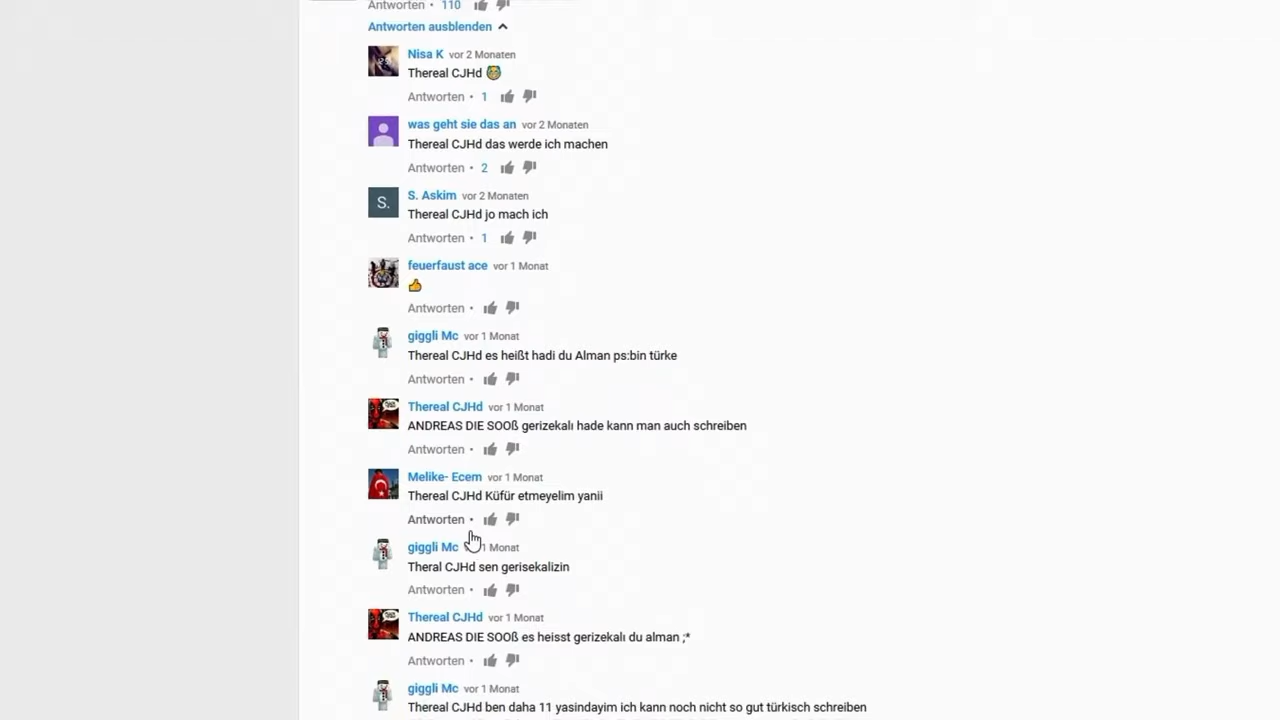 Antworten • 110
Antworten ausblenden
Nisa K vor 2 Monaten
Thereal CJHd
Antworten • 1
was geht sie das an vor 2 Monaten
Thereal CJHd das werde ich machen
Antworten • 2
S.
S. Askim vor 2 Monaten
Thereal CJHd jo mach ich
Antworten • 1
feuerfaust ace vor 1 Monat
👍
Antworten •
giggli Mc vor 1 Monat
Thereal CJHd es heißt hadi du Alman ps:bin türke
Antworten •
Thereal CJHd vor 1 Monat
ANDREAS DIE SOOß gerizekalı hade kann man auch schreiben
Antworten •
Melike- Ecem vor 1 Monat
Thereal CJHd Küfür etmeyelim yanii
Antworten •
giggli Mc 1 Monat
Theral CJHd sen gerisekalizin
Antworten •
Thereal CJHd vor 1 Monat
ANDREAS DIE SOOß es heisst gerizekalı du alman ;*
Antworten •
giggli Mc vor 1 Monat
Thereal CJHd ben daha 11 yasindayim ich kann noch nicht so gut türkisch schreiben